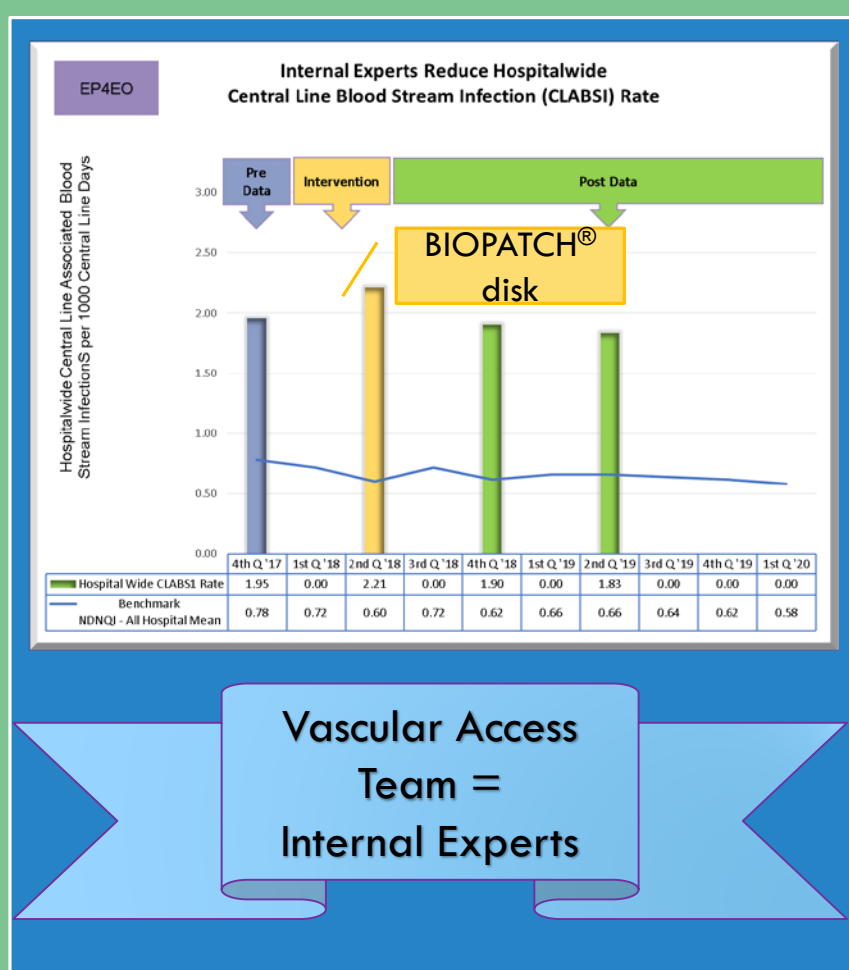 EP4EO
Internal Experts Reduce Hospitalwide
Central Line Blood Stream Infection (CLABSI) Rate
Hospitalwide Central Line Associated Blood
Stream InfectionS per 1000 Central Line Days
Pre
Data
Intervention
Post Data
BIOPATCH®
disk
3.00
2.50
2.00
1.50
1.00
0.50
0.00
4th Q '17 1st Q '18 2nd Q '18 3rd Q '18 4th Q '18 1st Q '19 2nd Q '19 3rd Q '19 4th Q '19 1st Q '20
Hospital Wide CLABS1 Rate 1.95 0.00 2.21 0.00 1.90 0.00 1.83 0.00 0.00 0.00
Benchmark
NDNQI - All Hospital Mean 0.78 0.72 0.60 0.72 0.62 0.66 0.66 0.64 0.62 0.58
Vascular Access
Team =
Internal Experts